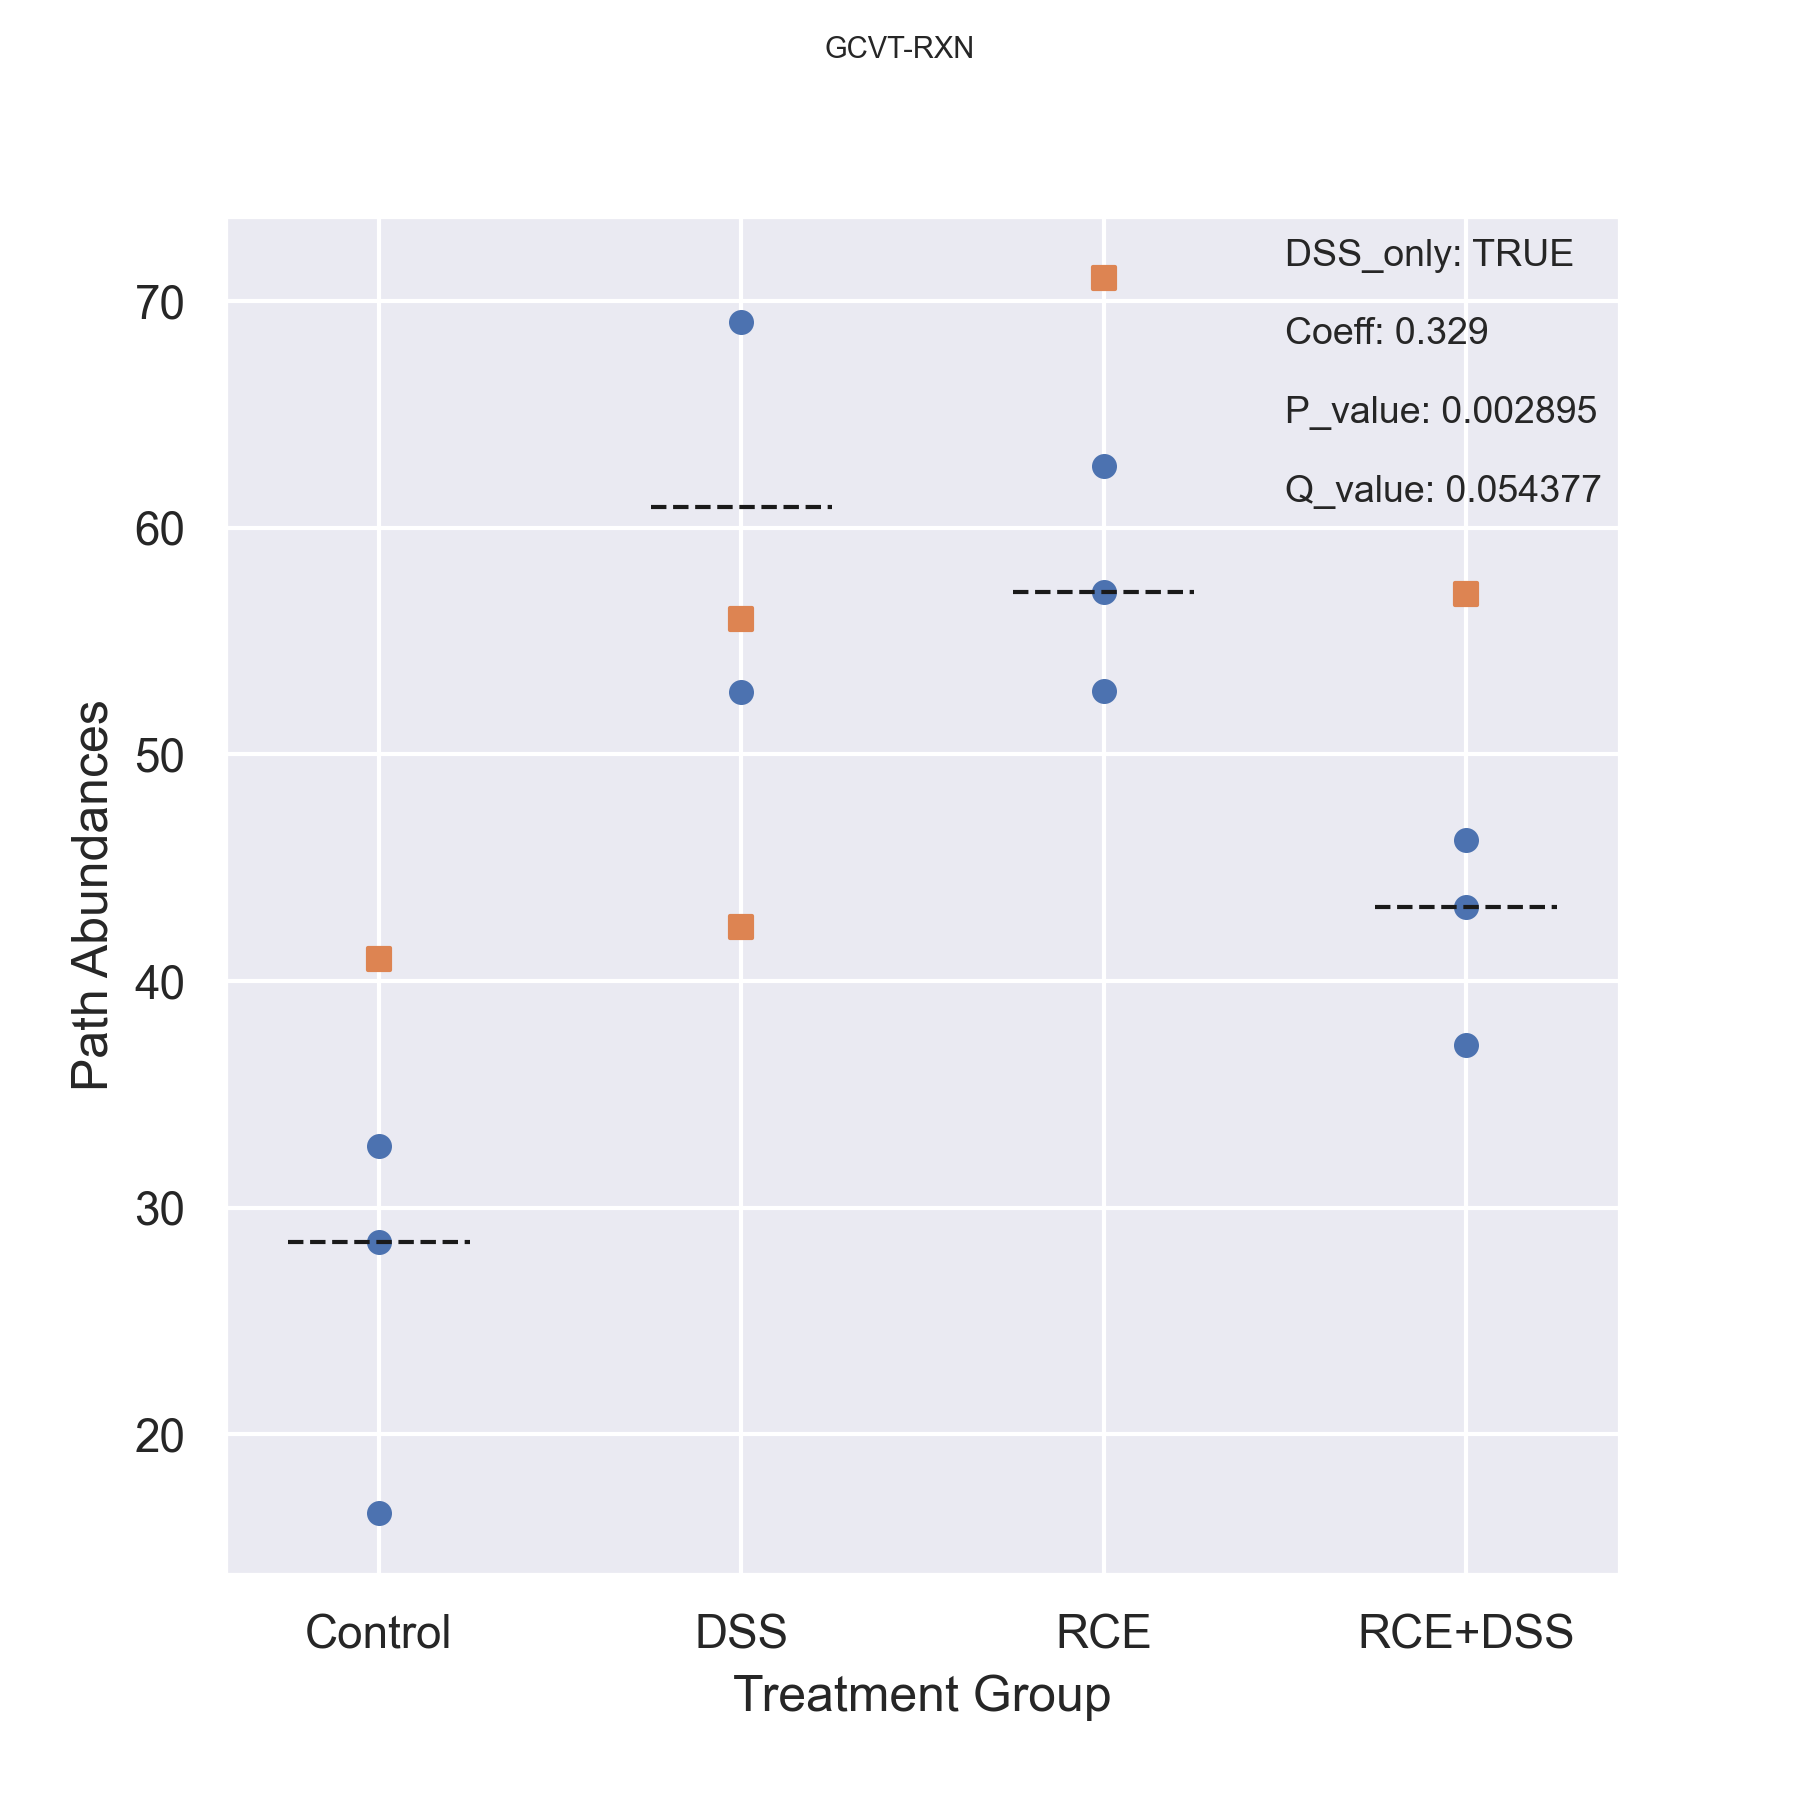 GCVT-RXN
DSS_only: TRUE
Coeff: 0.329
P_value: 0.002895
Q_value: 0.054377
70
60
50
40
30
20
Path Abundances
Control
DSS
RCE
RCE+DSS
Treatment Group